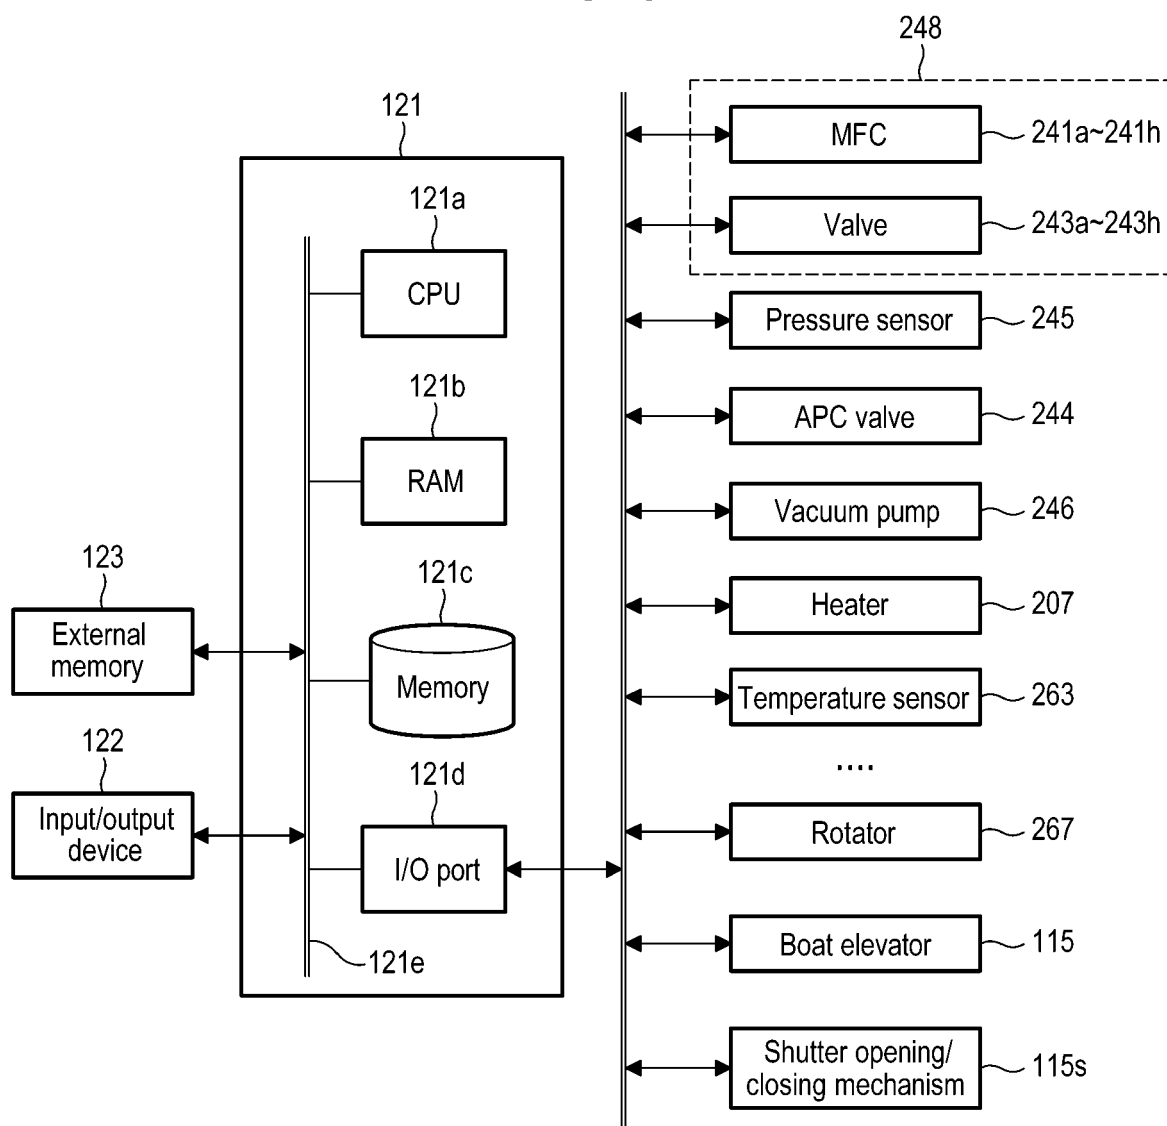 248
121
MFC
241a~241h
121a
Valve
243a~243h
CPU
Pressure sensor
245
121b
APC valve
244
RAM
Vacuum pump
246
123
121c
Heater
207
External
memory
Memory
Temperature sensor
263
122
121d
....
Input/output
device
Rotator
267
I/O port
121e
Boat elevator
115
Shutter opening/
closing mechanism
115s